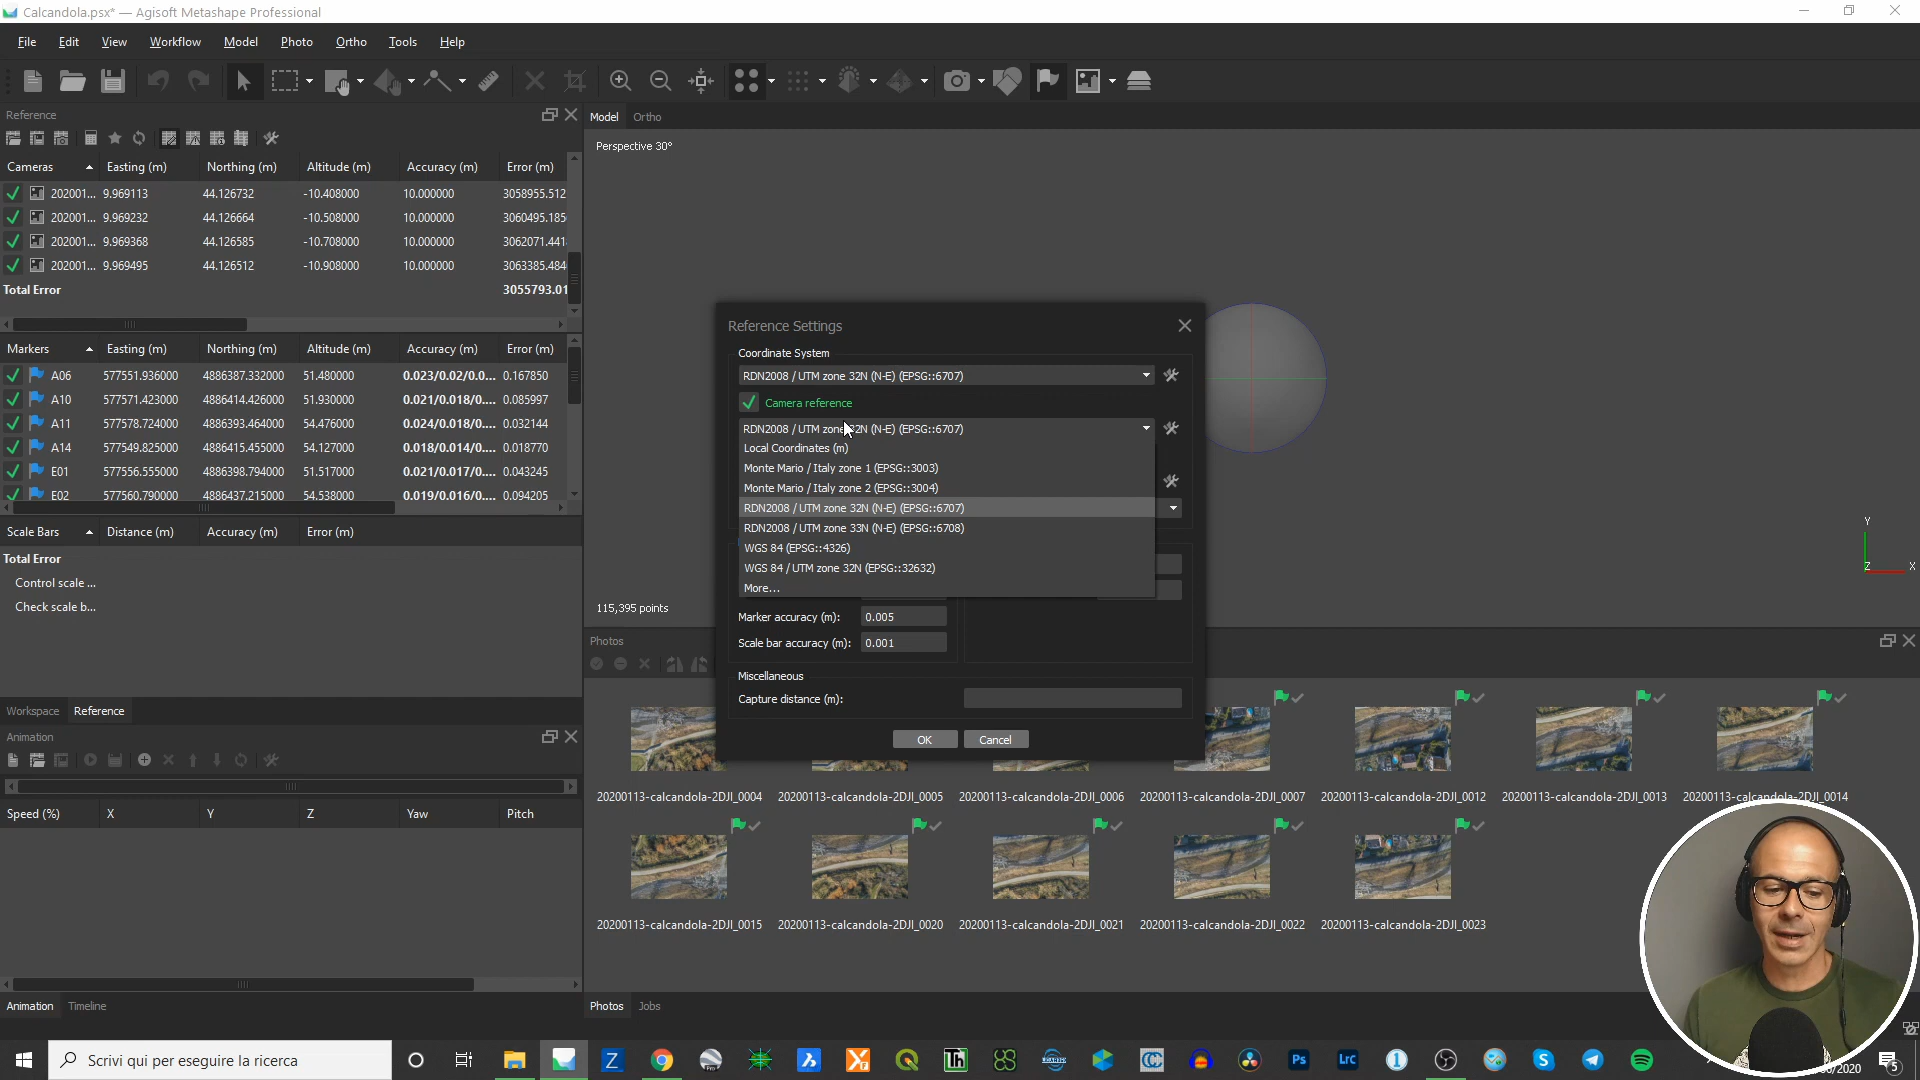 Calcandola.psx* — Agisoft Metashape Professional
File Edit View Workflow Model Photo Ortho Tools Help
Reference
Cameras Easting (m) Northing (m) Altitude (m) Accuracy (m) Error (m)
202001... 9.969113 44.126732 -10.408000 10.000000 3058955.512
202001... 9.969232 44.126664 -10.508000 10.000000 3060495.185
202001... 9.969368 44.126585 -10.708000 10.000000 3062071.441
202001... 9.969495 44.126512 -10.908000 10.000000 3063385.484
Total Error 3055793.01
Markers Easting (m) Northing (m) Altitude (m) Accuracy (m) Error (m)
A06 577551.936000 4886387.332000 51.480000 0.023/0.02/0.0... 0.167850
A10 577571.423000 4886414.426000 51.930000 0.021/0.018/0.... 0.085997
A11 577578.724000 4886393.464000 54.476000 0.024/0.018/0.... 0.032144
A14 577549.825000 4886415.455000 54.127000 0.018/0.014/0.... 0.018770
E01 577556.555000 4886398.794000 51.517000 0.021/0.017/0.... 0.043245
E02 577560.790000 4886437.215000 54.538000 0.019/0.016/0.... 0.094205
Scale Bars Distance (m) Accuracy (m) Error (m)
Total Error
Control scale ...
Check scale b...
Workspace Reference
Animation
Speed (%) X Y Z Yaw Pitch
Animation Timeline
Model Ortho
Perspective 30°
115,395 points
Y
Z X
Reference Settings
Coordinate System
RDN2008 / UTM zone 32N (N-E) (EPSG::6707)
Camera reference
RDN2008 / UTM zone 32N (N-E) (EPSG::6707)
Local Coordinates (m)
Monte Mario / Italy zone 1 (EPSG::3003)
Monte Mario / Italy zone 2 (EPSG::3004)
RDN2008 / UTM zone 32N (N-E) (EPSG::6707)
RDN2008 / UTM zone 33N (N-E) (EPSG::6708)
WGS 84 (EPSG::4326)
WGS 84 / UTM zone 32N (EPSG::32632)
More...
Marker accuracy (m): 0.005
Scale bar accuracy (m): 0.001
Miscellaneous
Capture distance (m):
OK Cancel
Photos
20200113-calcandola-2DJI_0004 20200113-calcandola-2DJI_0005 20200113-calcandola-2DJI_0006 20200113-calcandola-2DJI_0007 20200113-calcandola-2DJI_0012 20200113-calcandola-2DJI_0013 20200113-calcandola-2DJI_0014
20200113-calcandola-2DJI_0015 20200113-calcandola-2DJI_0020 20200113-calcandola-2DJI_0021 20200113-calcandola-2DJI_0022 20200113-calcandola-2DJI_0023
Photos Jobs
Scrivi qui per eseguire la ricerca
Z Th Ps Lrc 5